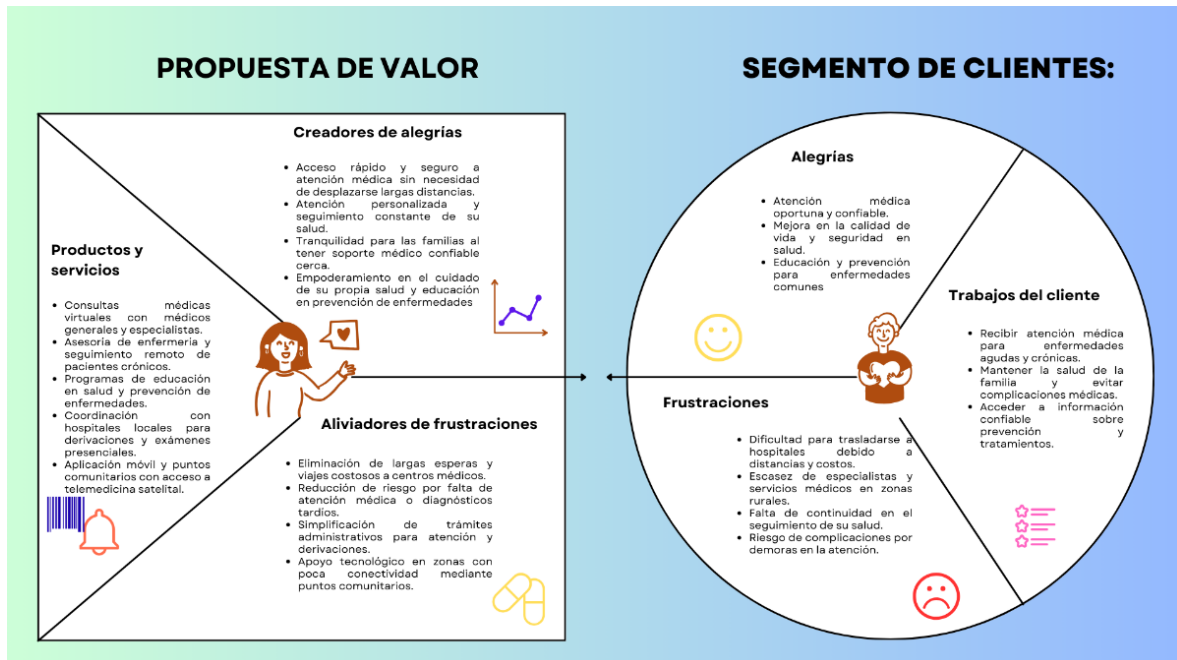 PROPUESTA DE VALOR
Productos y
servicios
• Consultas médicas
virtuales con médicos
generales y especialistas.
• Asesoría de enfermería y
seguimiento remoto de
pacientes crónicos.
• Programas de educación
en salud y prevención de
enfermedades.
• Coordinación con
hospitales locales para
derivaciones y exámenes
presenciales.
• Aplicación móvil y puntos
comunitarios con acceso a
telemedicina satelital.
Creadores de alegrías
• Acceso rápido y seguro a
atención médica sin necesidad
de desplazarse largas distancias.
• Atención personalizada y
seguimiento constante de su
salud.
• Tranquilidad para las familias al
tener soporte médico confiable
cerca.
• Empoderamiento en el cuidado
de su propia salud y educación
en prevención de enfermedades
Aliviadores de frustraciones
• Eliminación de largas esperas y
viajes costosos a centros médicos.
• Reducción de riesgo por falta de
atención médica o diagnósticos
tardíos.
• Simplificación de trámites
administrativos para atención y
derivaciones.
• Apoyo tecnológico en zonas con
poca conectividad mediante
puntos comunitarios.
SEGMENTO DE CLIENTES:
Alegrías
• Atención médica
oportuna y confiable.
• Mejora en la calidad de
vida y seguridad en
salud.
• Educación y prevención
para enfermedades
comunes
Frustraciones
• Dificultad para trasladarse a
hospitales debido a
distancias y costos.
• Escasez de especialistas y
servicios médicos en zonas
rurales.
• Falta de continuidad en el
seguimiento de su salud.
• Riesgo de complicaciones por
demoras en la atención.
Trabajos del cliente
• Recibir atención médica
para enfermedades
agudas y crónicas.
• Mantener la salud de la
familia y evitar
complicaciones médicas.
• Acceder a información
confiable sobre
prevención y
tratamientos.